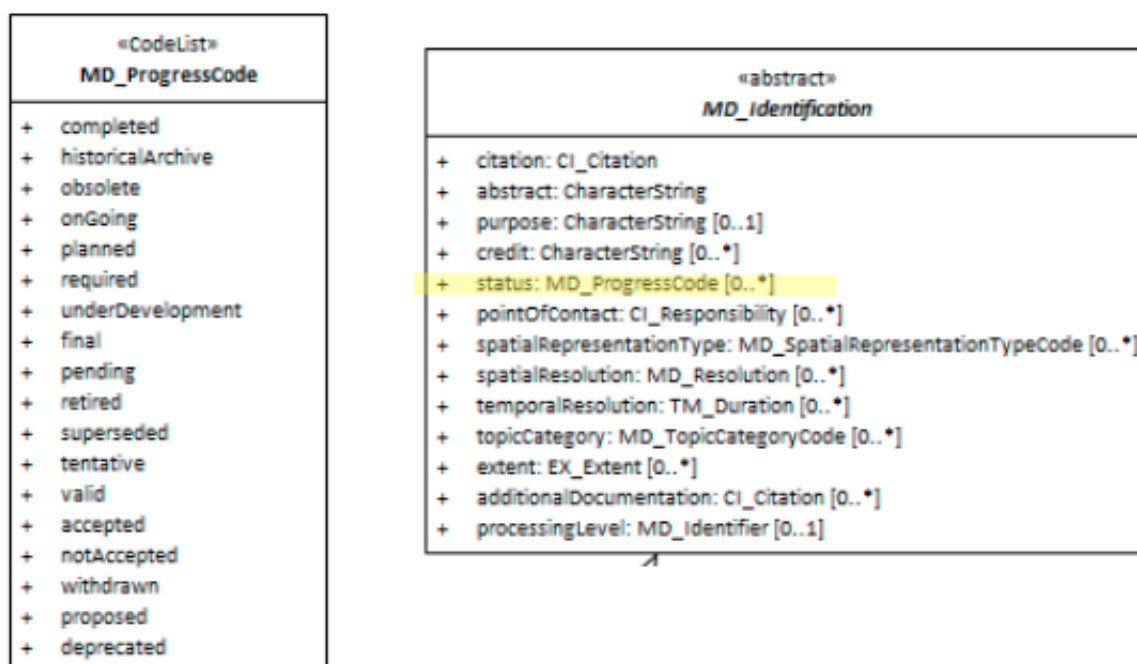 «CodeList»
MD_ProgressCode
+ completed
+ historicalArchive
+ obsolete
+ onGoing
+ planned
+ required
+ underDevelopment
+ final
+ pending
+ retired
+ superseded
+ tentative
+ valid
+ accepted
+ notAccepted
+ withdrawn
+ proposed
+ deprecated
«abstract»
MD_Identification
+ citation: CI_Citation
+ abstract: CharacterString
+ purpose: CharacterString [0..1]
+ credit: CharacterString [0..*]
+ status: MD_ProgressCode [0..*]
+ pointOfContact: CI_Responsibility [0..*]
+ spatialRepresentationType: MD_SpatialRepresentationTypeCode [0..*]
+ spatialResolution: MD_Resolution [0..*]
+ temporalResolution: TM_Duration [0..*]
+ topicCategory: MD_TopicCategoryCode [0..*]
+ extent: EX_Extent [0..*]
+ additionalDocumentation: CI_Citation [0..*]
+ processingLevel: MD_Identifier [0..1]